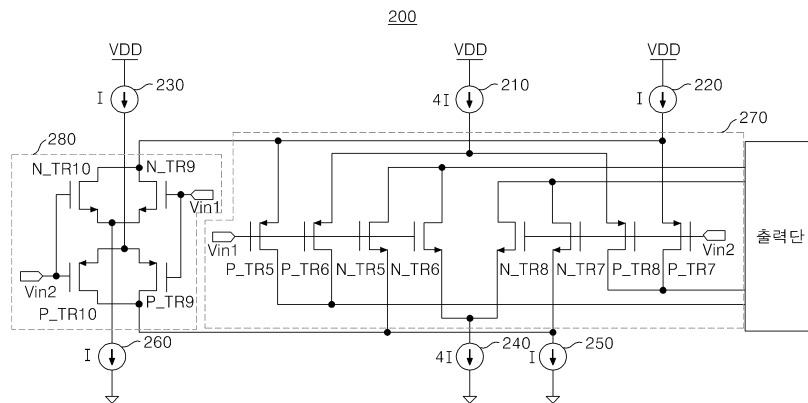 200
VDD
VDD
VDD
230
210
220
I
4I
I
270
280
N_TR10
N_TR9
Vin1
Vin1
Vin2
출력단
P_TR5
P_TR6
N_TR5
N_TR6
N_TR8
N_TR7
P_TR8
P_TR7
Vin2
P_TR9
P_TR10
260
240
250
I
4I
I